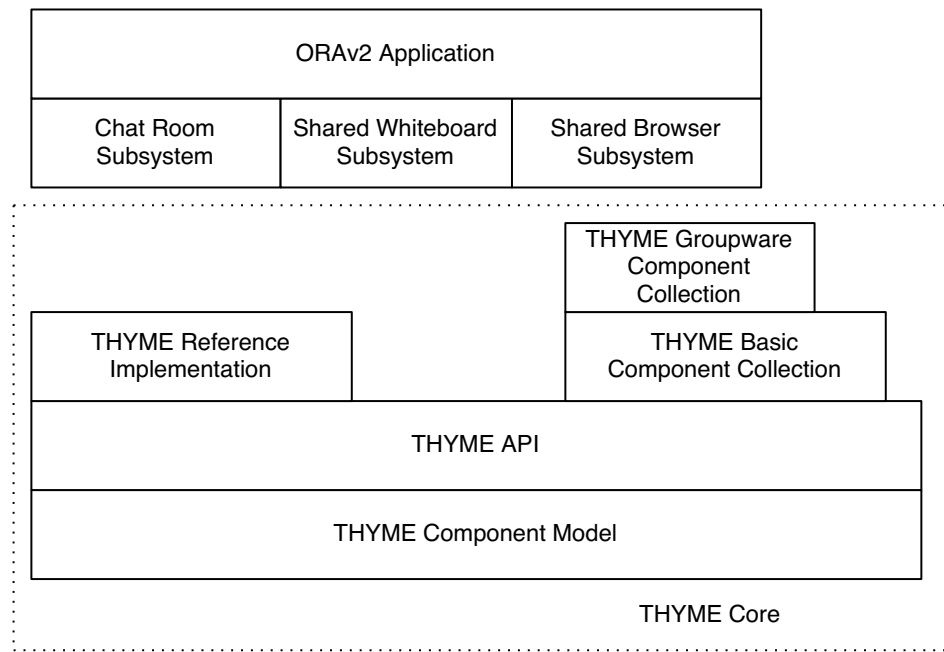 ORAv2 Application
Chat Room
Subsystem
Shared Whiteboard
Subsystem
Shared Browser
Subsystem
THYME Groupware
Component
Collection
THYME Reference
Implementation
THYME Basic
Component Collection
THYME API
THYME Component Model
THYME Core